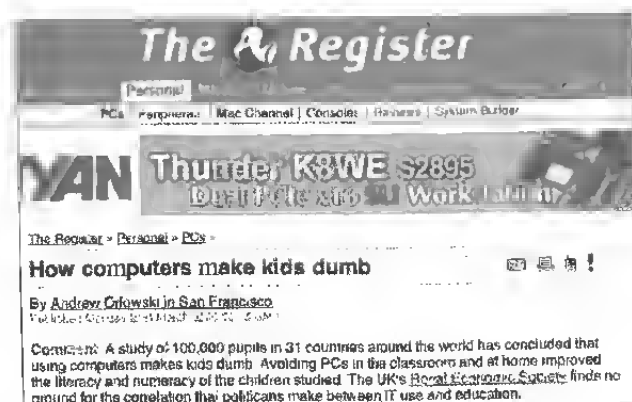 The Register
Personal
PCs Peripherals | Mac Channel | Consoles | Reviews | System Builder
YAN Thunder K8WE S2895
Work
The Register » Personal » PCs »
How computers make kids dumb
By Andrew Orlowski in San Francisco
Comment A study of 100,000 pupils in 31 countries around the world has concluded that
using computers makes kids dumb. Avoiding PCs in the classroom and at home improved
the literacy and numeracy of the children studied. The UK's Royal Economic Society finds no
ground for the correlation that politicans make between IT use and education.